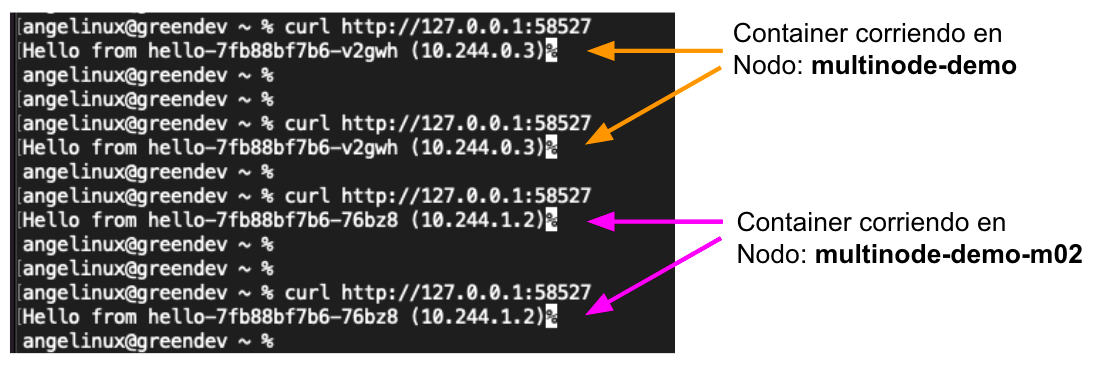 [angelinux@greendev ~ % curl http://127.0.0.1:58527
[Hello from hello-7fb88bf7b6-v2gwh (10.244.0.3)%
angelinux@greendev ~ %
[angelinux@greendev ~ %
[angelinux@greendev ~ % curl http://127.0.0.1:58527
[Hello from hello-7fb88bf7b6-v2gwh (10.244.0.3)%
angelinux@greendev ~ %
[angelinux@greendev ~ % curl http://127.0.0.1:58527
[Hello from hello-7fb88bf7b6-76bz8 (10.244.1.2)%
angelinux@greendev ~ %
[angelinux@greendev ~ %
[angelinux@greendev ~ % curl http://127.0.0.1:58527
[Hello from hello-7fb88bf7b6-76bz8 (10.244.1.2)%
angelinux@greendev ~ %
Container corriendo en
Nodo: multinode-demo
Container corriendo en
Nodo: multinode-demo-m02